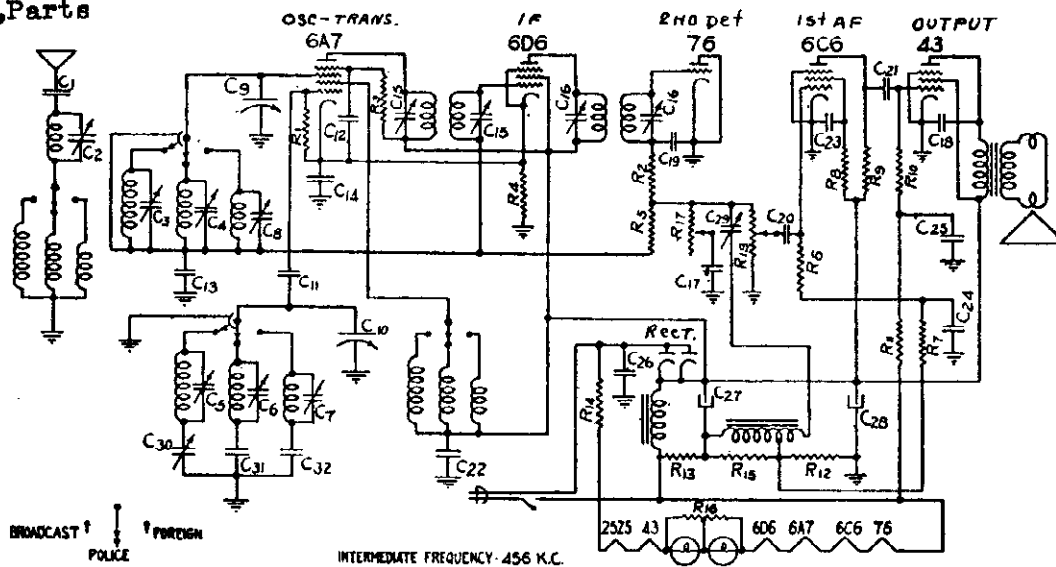 ,Parts
OSC-TRANS. IF 2ND Def 1st AF OUTPUT
6A7 6D6 76 6C6 43
C1
C2
C9
C12
R3
C15
C15
C16
C16
C19
C23
C21
C18
R8
R9
R10
C14
R4
R2
R5
R17
C29
R19
C20
R6
C17
C25
C24
C3
C4
C8
C13
C11
C10
C5
C6
C7
C30
C31
C32
C22
Rect.
C26
C27
C28
R14
R7
R13
R15
R12
R16
25Z5 43 6D6 6A7 6C6 76
BROADCAST FOREIGN
POLICE
INTERMEDIATE FREQUENCY-456 K.C.